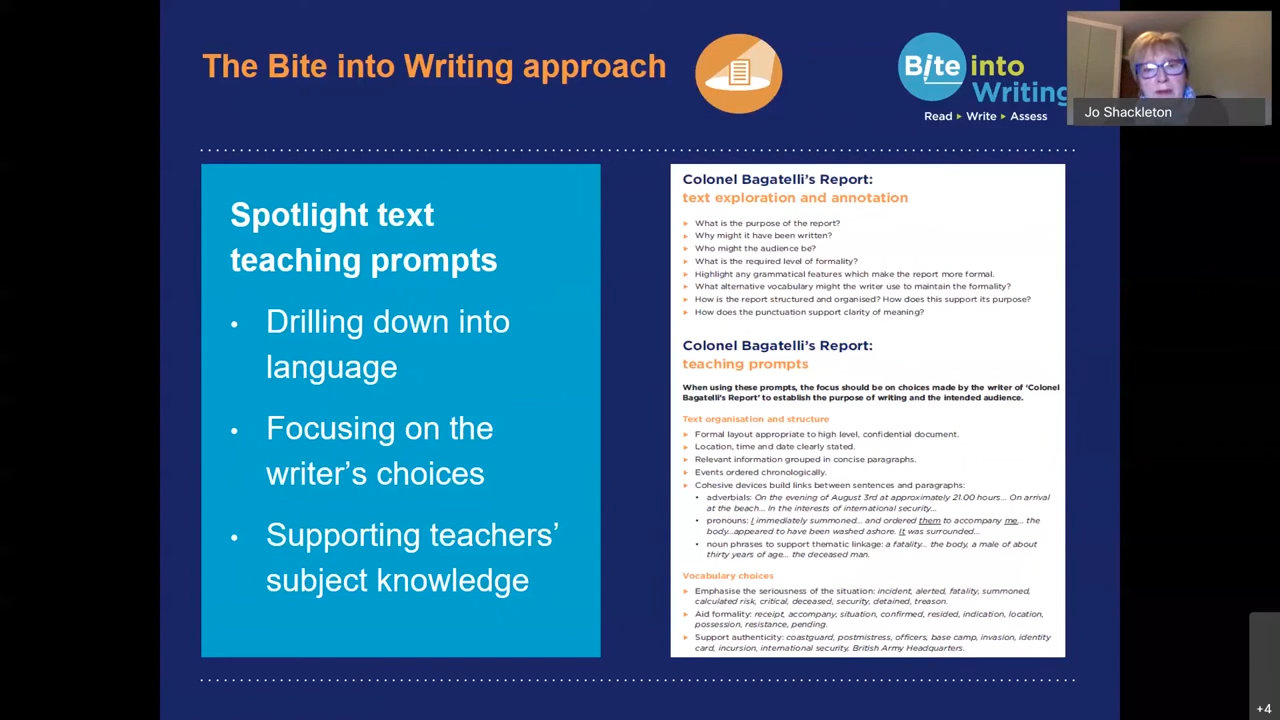 The Bite into Writing approach
Bite into
Writing
Read ▸ Write ▸ Assess
Jo Shackleton
Spotlight text
teaching prompts
• Drilling down into
language
• Focusing on the
writer’s choices
• Supporting teachers’
subject knowledge
Colonel Bagatelli’s Report:
text exploration and annotation
▸ What is the purpose of the report?
▸ Why might it have been written?
▸ Who might the audience be?
▸ What is the required level of formality?
▸ Highlight any grammatical features which make the report more formal.
▸ What alternative vocabulary might the writer use to maintain the formality?
▸ How is the report structured and organised? How does this support its purpose?
▸ How does the punctuation support clarity of meaning?
Colonel Bagatelli’s Report:
teaching prompts
When using these prompts, the focus should be on choices made by the writer of ‘Colonel
Bagatelli’s Report’ to establish the purpose of writing and the intended audience.
Text organisation and structure
▸ Formal layout appropriate to high level, confidential document.
▸ Location, time and date clearly stated.
▸ Relevant information grouped in concise paragraphs.
▸ Events ordered chronologically.
▸ Cohesive devices build links between sentences and paragraphs:
• adverbials: On the evening of August 3rd at approximately 21.00 hours... On arrival
at the beach... In the interests of international security...
• pronouns: I immediately summoned... and ordered them to accompany me... the
body...appeared to have been washed ashore. It was surrounded...
• noun phrases to support thematic linkage: a fatality... the body, a male of about
thirty years of age... the deceased man.
Vocabulary choices
▸ Emphasise the seriousness of the situation: incident, alerted, fatality, summoned,
calculated risk, critical, deceased, security, detained, treason.
▸ Aid formality: receipt, accompany, situation, confirmed, resided, indication, location,
possession, resistance, pending.
▸ Support authenticity: coastguard, postmistress, officers, base camp, invasion, identity
card, incursion, international security, British Army Headquarters.
+4